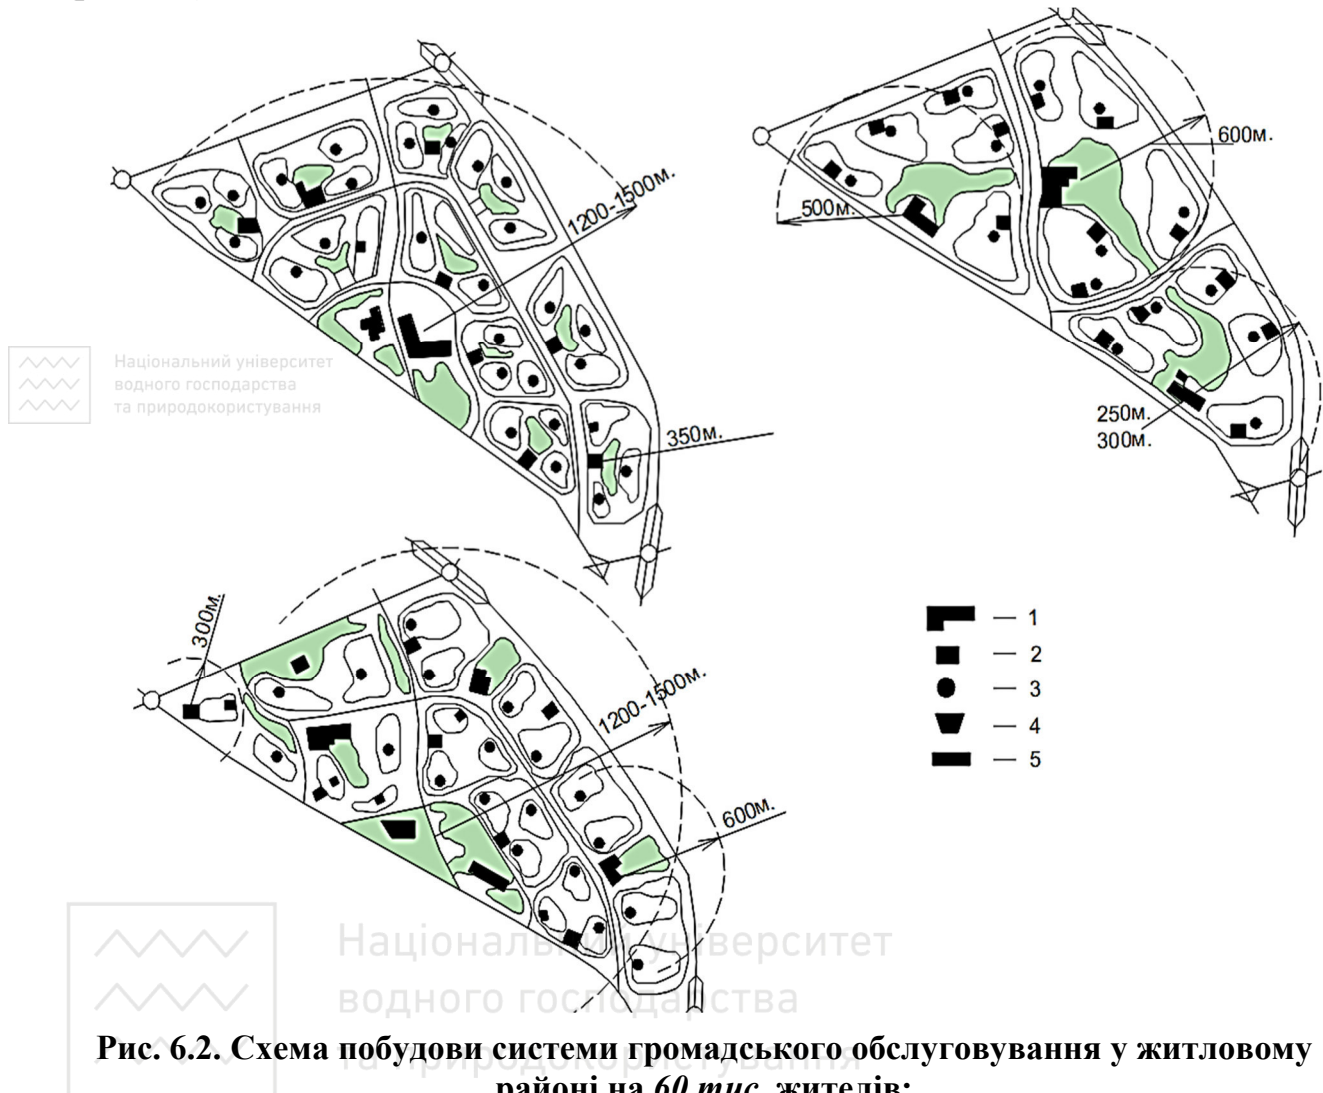 1200-1500м.
350м.
600м.
500м.
250м.
300м.
Національний університет
водного господарства
та природокористування
300м.
1200-1500м.
600м.
— 1
— 2
— 3
— 4
— 5
Національний університет
водного господарства
та природокористування
Рис. 6.2. Схема побудови системи громадського обслуговування у житловому
районі на 60 тис. жителів: